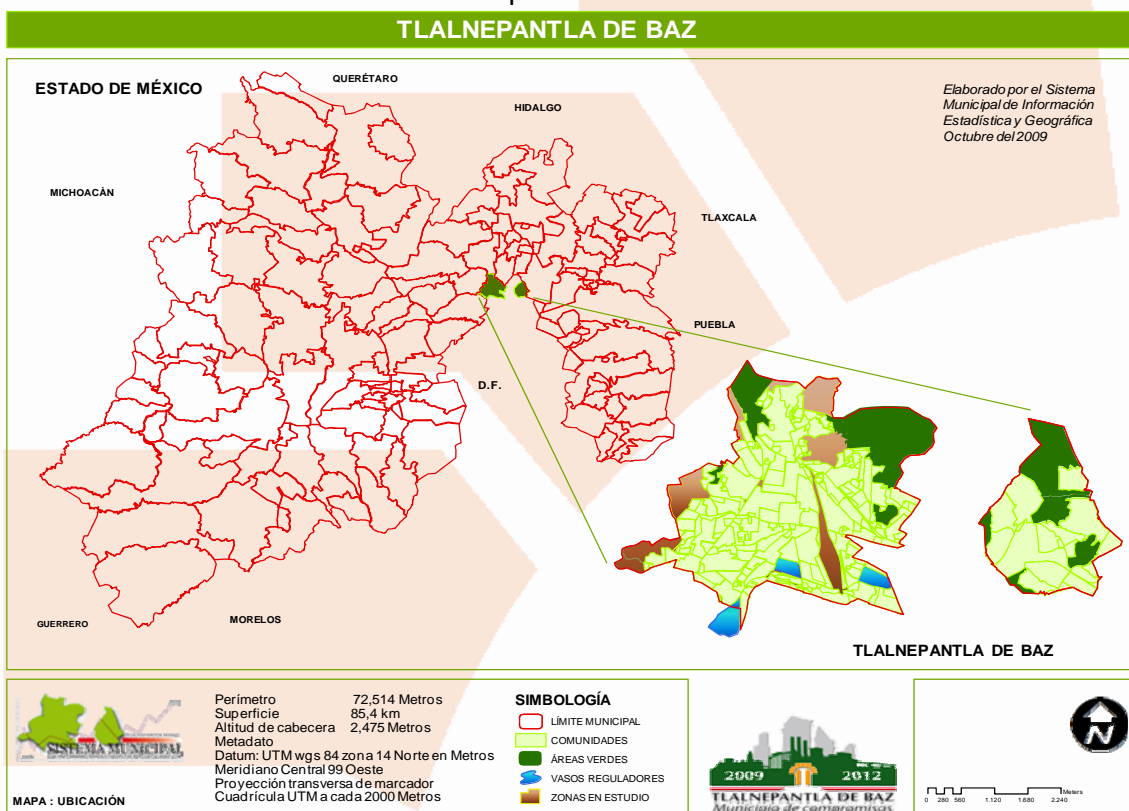 TLALNEPANTLA DE BAZ
ESTADO DE MÉXICO
QUERÉTARO
HIDALGO
Elaborado por el Sistema
Municipal de Información
Estadística y Geográfica
Octubre del 2009
MICHOACÀN
TLAXCALA
PUEBLA
D.F.
GUERRERO
MORELOS
TLALNEPANTLA DE BAZ
SISTEMA MUNICIPAL
MAPA : UBICACIÓN
Perímetro 72,514 Metros
Superficie 85,4 km
Altitud de cabecera 2,475 Metros
Metadato
Datum: UTM wgs 84 zona 14 Norte en Metros
Meridiano Central 99 Oeste
Proyección transversa de marcador
Cuadrícula UTM a cada 2000 Metros
SIMBOLOGÍA
LÍMITE MUNICIPAL
COMUNIDADES
ÁREAS VERDES
VASOS REGULADORES
ZONAS EN ESTUDIO
2009 2012
TLALNEPANTLA DE BAZ
Municipio de compromisos
N
Meters
0 280 560 1.120 1.680 2.240